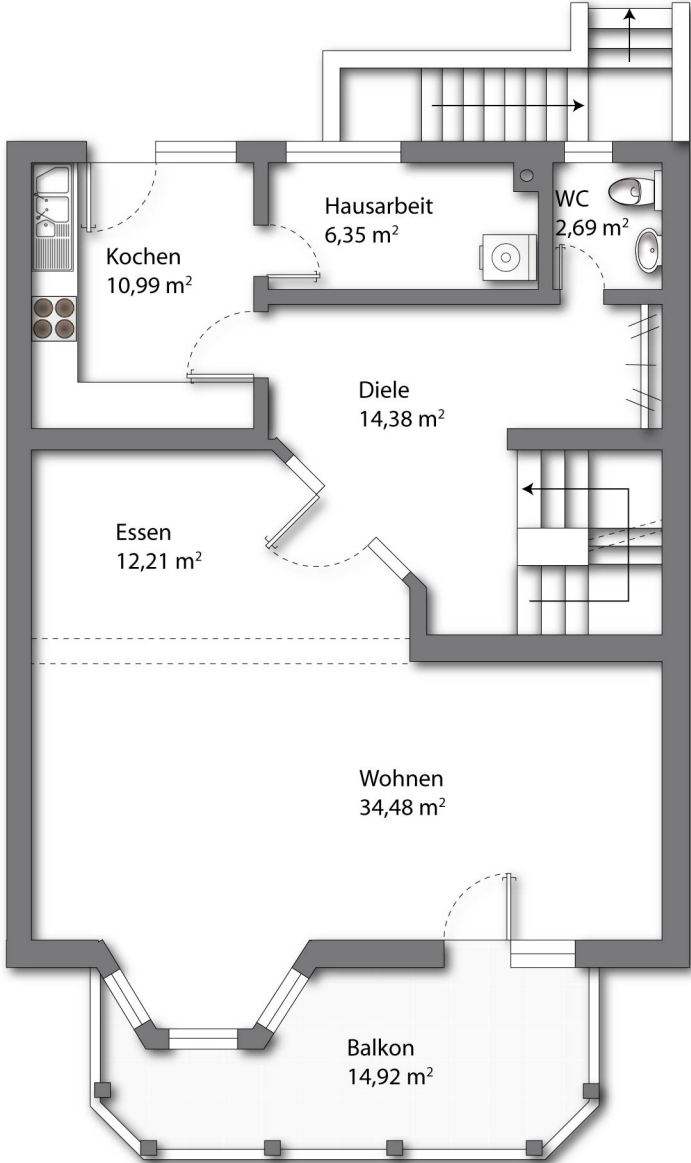 Hausarbeit
6,35 m²
WC
2,69 m²
Kochen
10,99 m²
Diele
14,38 m²
Essen
12,21 m²
Wohnen
34,48 m²
Balkon
14,92 m²